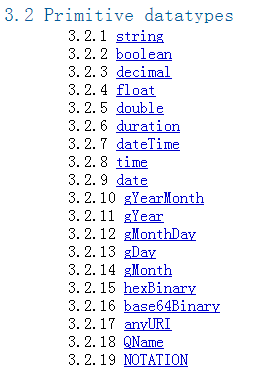 3.2 Primitive datatypes
3.2.1 string
3.2.2 boolean
3.2.3 decimal
3.2.4 float
3.2.5 double
3.2.6 duration
3.2.7 dateTime
3.2.8 time
3.2.9 date
3.2.10 gYearMonth
3.2.11 gYear
3.2.12 gMonthDay
3.2.13 gDay
3.2.14 gMonth
3.2.15 hexBinary
3.2.16 base64Binary
3.2.17 anyURI
3.2.18 QName
3.2.19 NOTATION